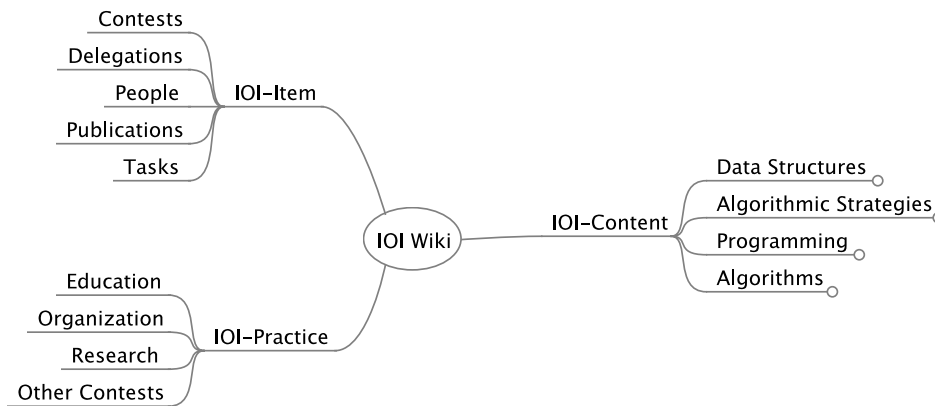 Contests
Delegations
People
Publications
Tasks
IOI-Item
Education
Organization
Research
Other Contests
IOI-Practice
IOI Wiki
IOI-Content
Data Structures
Algorithmic Strategies
Programming
Algorithms